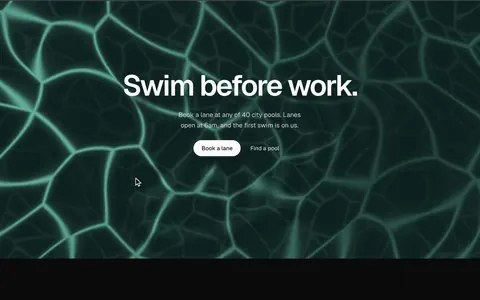 Swim before work.
Book a lane at any of 40 city pools. Lanes
open at 6am, and the first swim is on us.
Book a lane
Find a pool